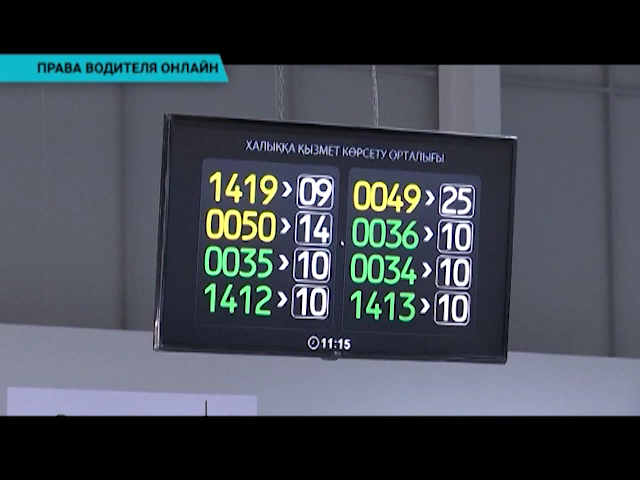 ПРАВА ВОДИТЕЛЯ ОНЛАЙН
ХАЛЫҚҚА ҚЫЗМЕТ КӨРСЕТУ ОРТАЛЫҒЫ
1419 › 09 0049 › 25
0050 › 14 0036 › 10
0035 › 10 0034 › 10
1412 › 10 1413 › 10
11:15